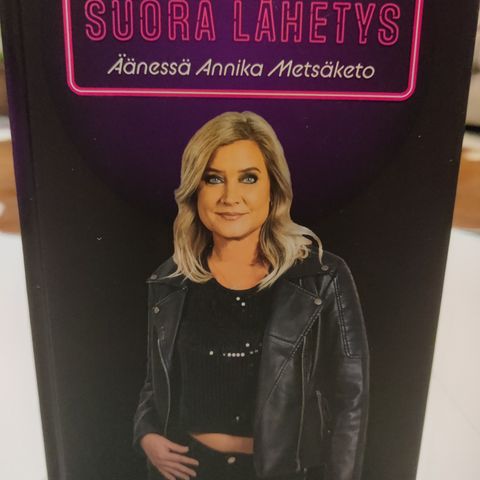 SUORA LÄHETYS
Äänessä Annika Metsäketo